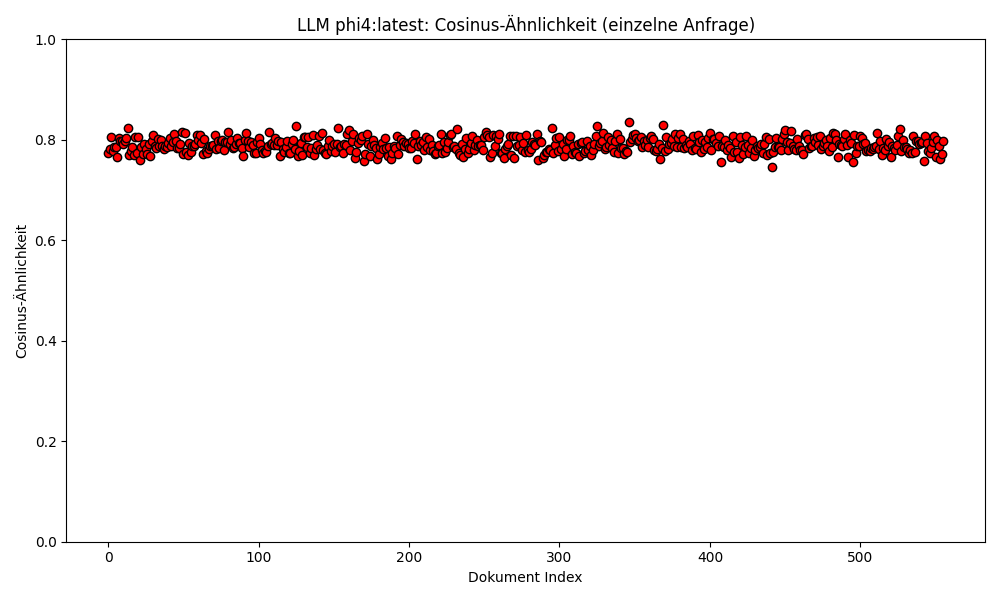 LLM phi4:latest: Cosinus-Ähnlichkeit (einzelne Anfrage)
1.0
0.8
0.6
0.4
0.2
0.0
Cosinus-Ähnlichkeit
0 100 200 300 400 500
Dokument Index